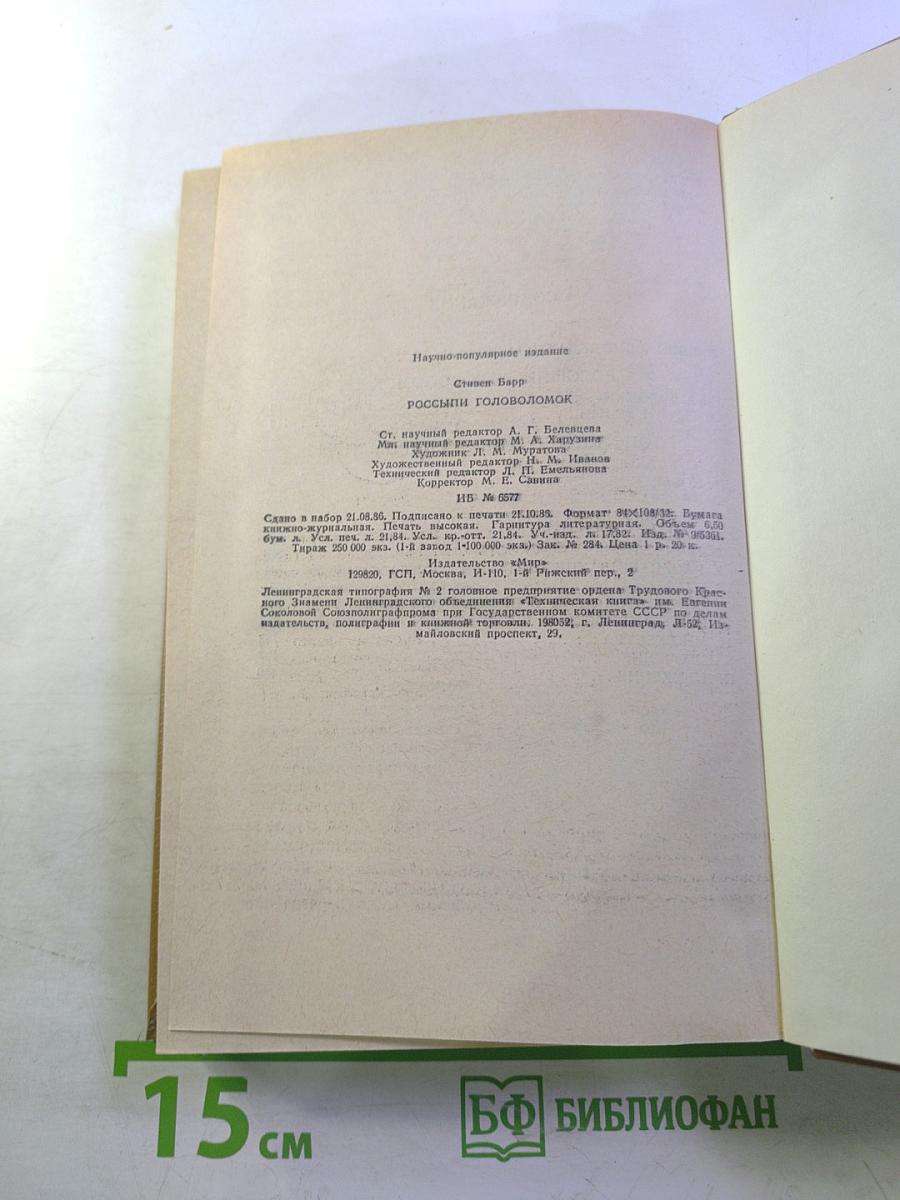 Научно-популярное издание
Стивен Барр
РОССЫПИ ГОЛОВОЛОМОК
Ст. научный редактор А. Г. Белевцева
Мл. научный редактор М. А. Харузина
Художник Л. М. Муратова
Художественный редактор Н. М. Иванов
Технический редактор Л. П. Емельянова
Корректор М. Е. Савина
ИБ № 6577
Сдано в набор 21.08.86. Подписано к печати 21.10.86. Формат 84×108/32. Бумага
книжно-журнальная. Печать высокая. Гарнитура литературная. Объем 6,50
бум. л. Усл. печ. л. 21,84. Усл. кр.-отт. 21,84. Уч.-изд. л. 17,82. Изд. № 9/5361.
Тираж 250 000 экз. (1-й завод 1-100 000 экз.) Зак. № 284. Цена 1 р. 20 к.
Издательство «Мир»
129820, ГСП, Москва, И-110, 1-й Рижский пер., 2
Ленинградская типография № 2 головное предприятие ордена Трудового Крас-
ного Знамени Ленинградского объединения «Техническая книга» им. Евгении
Соколовой Союзполиграфпрома при Государственном комитете СССР по делам
издательств, полиграфии и книжной торговли. 198052, г. Ленинград, Л-52, Из-
майловский проспект, 29.
15 см
БФ БИБЛИОФАН